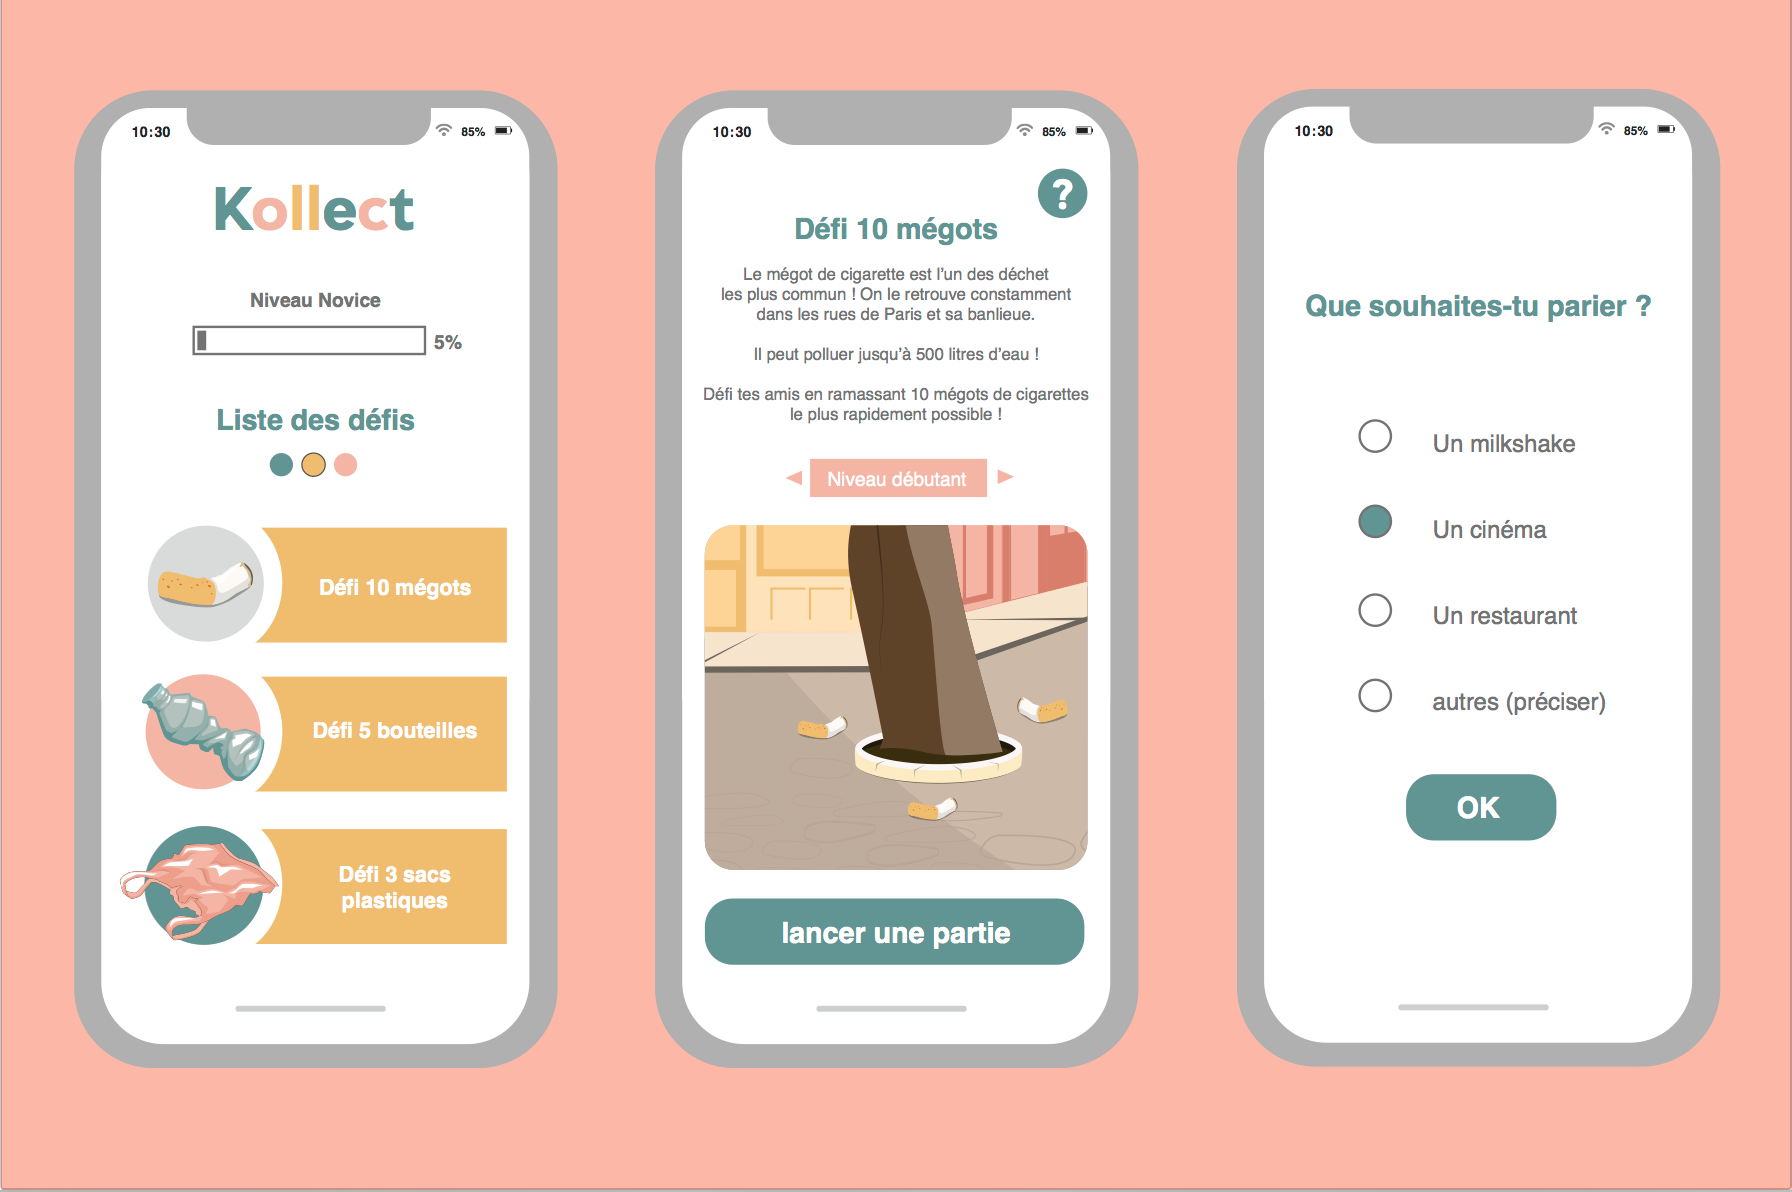 10:30
85%
Kollect
Niveau Novice
5%
Liste des défis
Défi 10 mégots
Défi 5 bouteilles
Défi 3 sacs
plastiques
10:30
85%
?
Défi 10 mégots
Le mégot de cigarette est l'un des déchet
les plus commun ! On le retrouve constamment
dans les rues de Paris et sa banlieue.
Il peut polluer jusqu'à 500 litres d'eau !
Défi tes amis en ramassant 10 mégots de cigarettes
le plus rapidement possible !
Niveau débutant
lancer une partie
10:30
85%
Que souhaites-tu parier ?
Un milkshake
Un cinéma
Un restaurant
autres (préciser)
OK